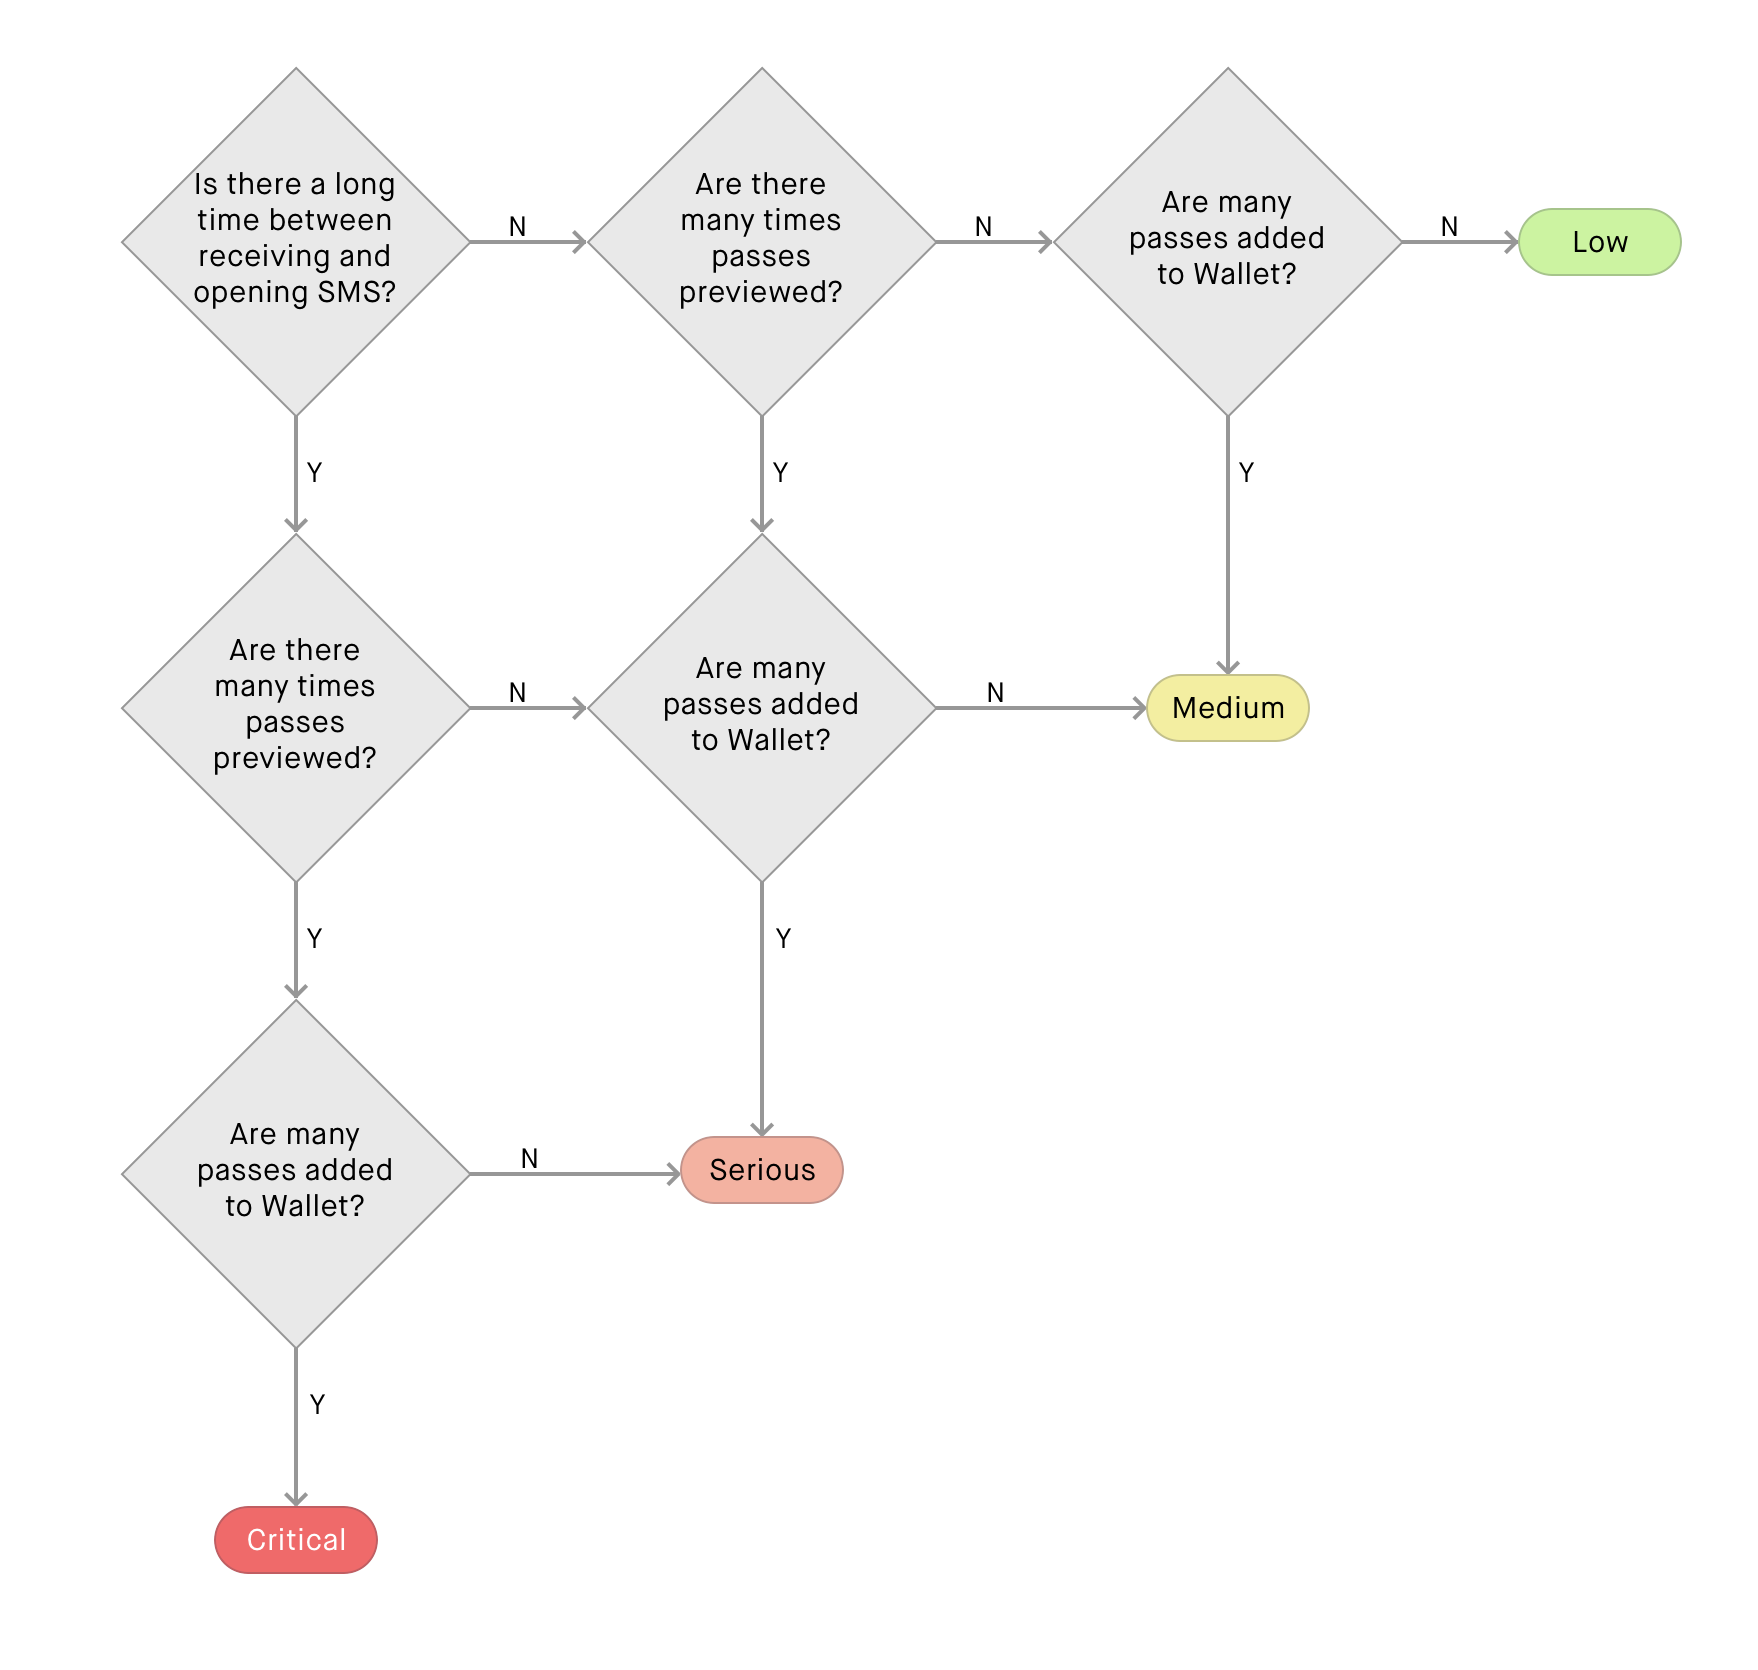 Is there a long
time between
receiving and
opening SMS?
N
Are there
many times
passes
previewed?
N
Are many
passes added
to Wallet?
N
Low
Y
Y
Y
Are there
many times
passes
previewed?
N
Are many
passes added
to Wallet?
N
Medium
Y
Y
Are many
passes added
to Wallet?
N
Serious
Y
Critical